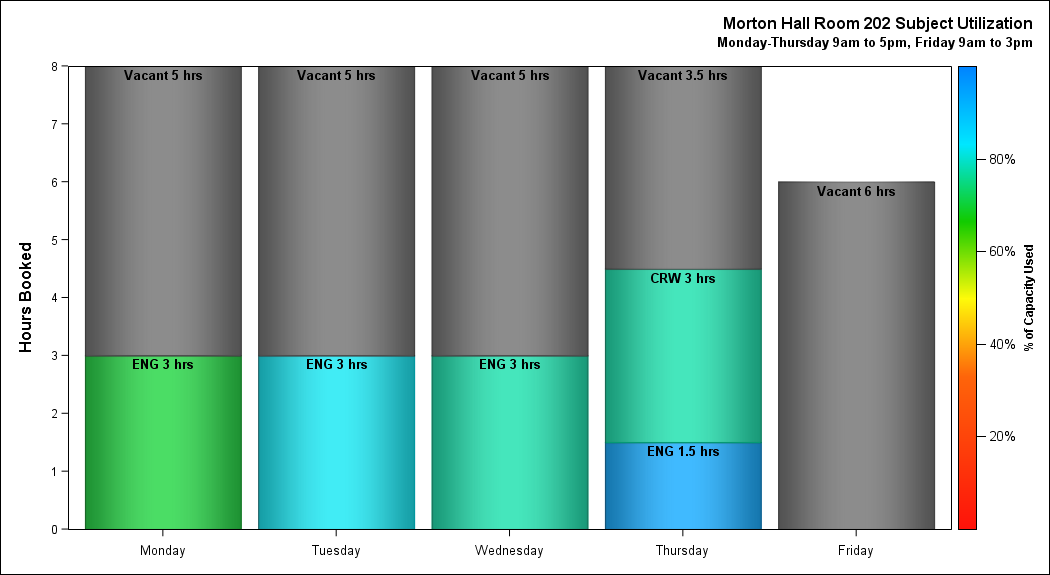 Morton Hall Room 202 Subject Utilization
Monday-Thursday 9am to 5pm, Friday 9am to 3pm
Hours Booked
8
7
6
5
4
3
2
1
0
Vacant 5 hrs
ENG 3 hrs
Vacant 5 hrs
ENG 3 hrs
Vacant 5 hrs
ENG 3 hrs
Vacant 3.5 hrs
CRW 3 hrs
ENG 1.5 hrs
Vacant 6 hrs
Monday
Tuesday
Wednesday
Thursday
Friday
80%
60%
40%
20%
% of Capacity Used